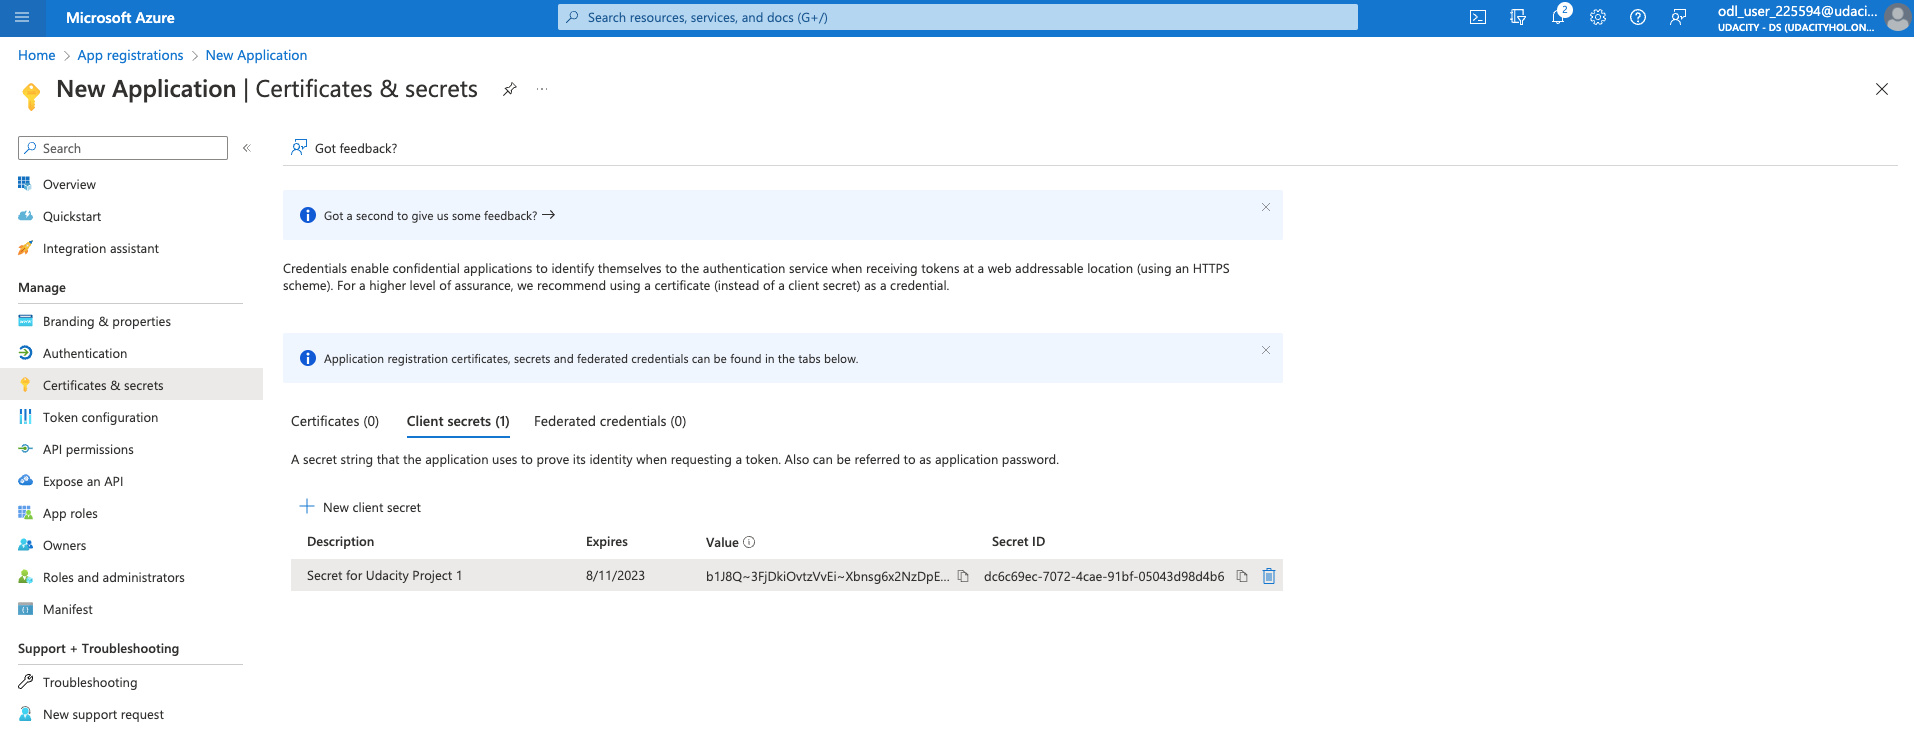 Microsoft Azure
Search resources, services, and docs (G+/)
2
odl_user_225594@udaci...
UDACITY - DS (UDACITYHOL.ON...
Home > App registrations > New Application
New Application | Certificates & secrets
...
Search
«
Got feedback?
Overview
Quickstart
Integration assistant
Manage
Branding & properties
Authentication
Certificates & secrets
Token configuration
API permissions
Expose an API
App roles
Owners
Roles and administrators
Manifest
Support + Troubleshooting
Troubleshooting
New support request
Got a second to give us some feedback? →
Credentials enable confidential applications to identify themselves to the authentication service when receiving tokens at a web addressable location (using an HTTPS
scheme). For a higher level of assurance, we recommend using a certificate (instead of a client secret) as a credential.
Application registration certificates, secrets and federated credentials can be found in the tabs below.
Certificates (0) Client secrets (1) Federated credentials (0)
A secret string that the application uses to prove its identity when requesting a token. Also can be referred to as application password.
New client secret
Description Expires Value Secret ID
Secret for Udacity Project 1 8/11/2023 b1J8Q~3FjDkiOvtzVvEi~Xbnsg6x2NzDpE... dc6c69ec-7072-4cae-91bf-05043d98d4b6